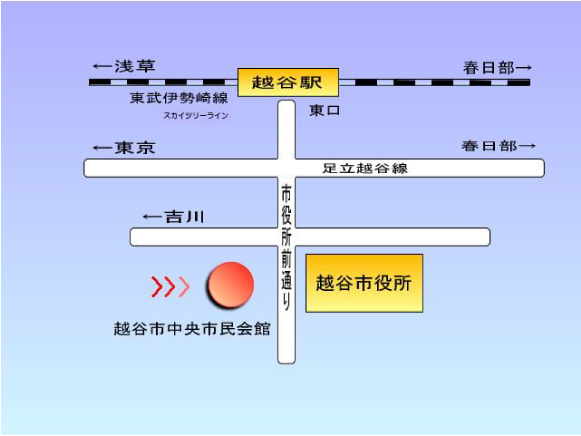 ←浅草
春日部→
越谷駅
東武伊勢崎線
スカイツリーライン
東口
←東京
春日部→
足立越谷線
市役所前通り
←吉川
越谷市役所
越谷市中央市民会館